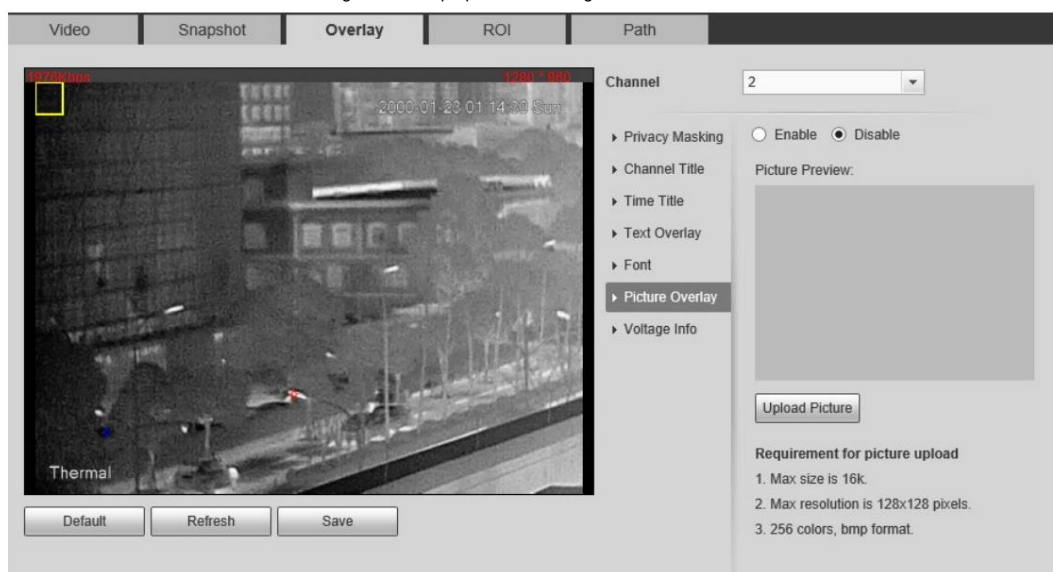 Video
Snapshot
Overlay
ROI
Path
1976Kbps
1280 * 960
2000-01-23 01:14:33 Sun
Thermal
Default
Refresh
Save
Channel
2
Privacy Masking
Channel Title
Time Title
Text Overlay
Font
Picture Overlay
Voltage Info
Enable
Disable
Picture Preview:
Upload Picture
Requirement for picture upload
1. Max size is 16k.
2. Max resolution is 128x128 pixels.
3. 256 colors, bmp format.